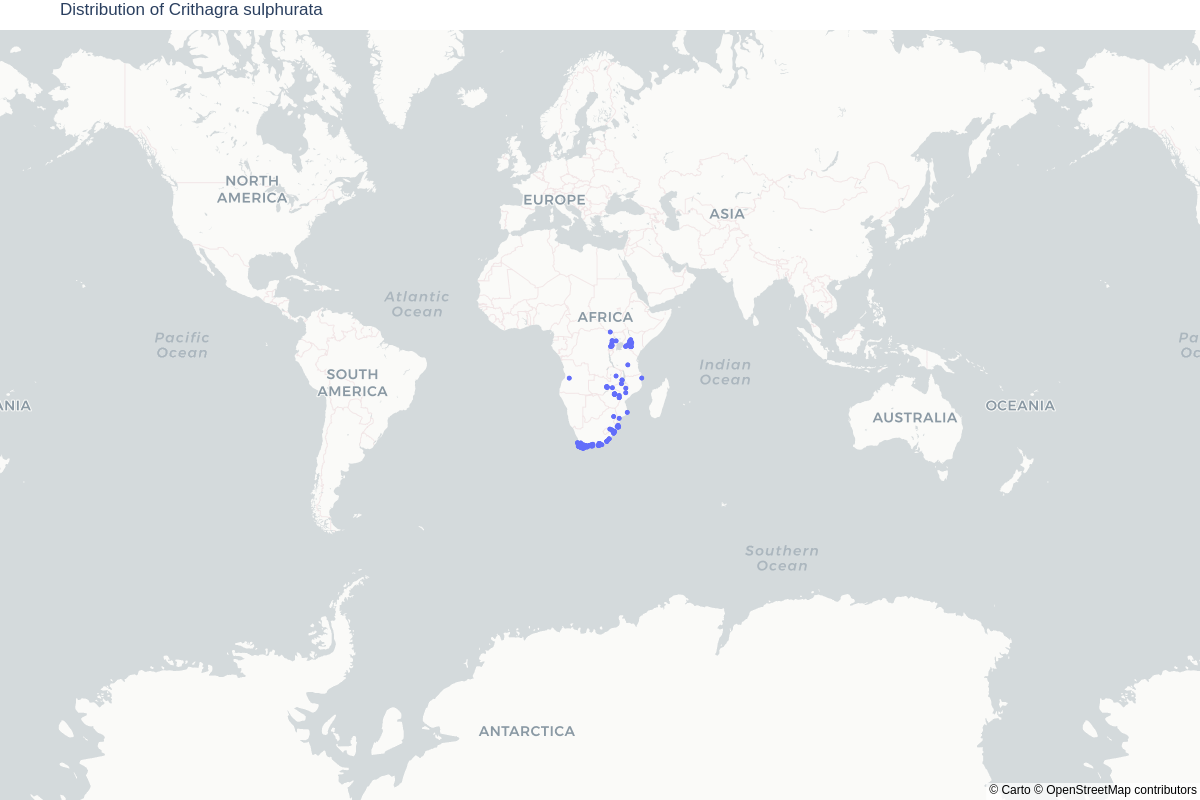 Distribution of Crithagra sulphurata
NORTH
AMERICA
EUROPE
ASIA
Atlantic
Ocean
AFRICA
Pacific
Ocean
Pa
Oc
Indian
Ocean
SOUTH
AMERICA
ANIA
OCEANIA
AUSTRALIA
Southern
Ocean
ANTARCTICA
© Carto © OpenStreetMap contributors